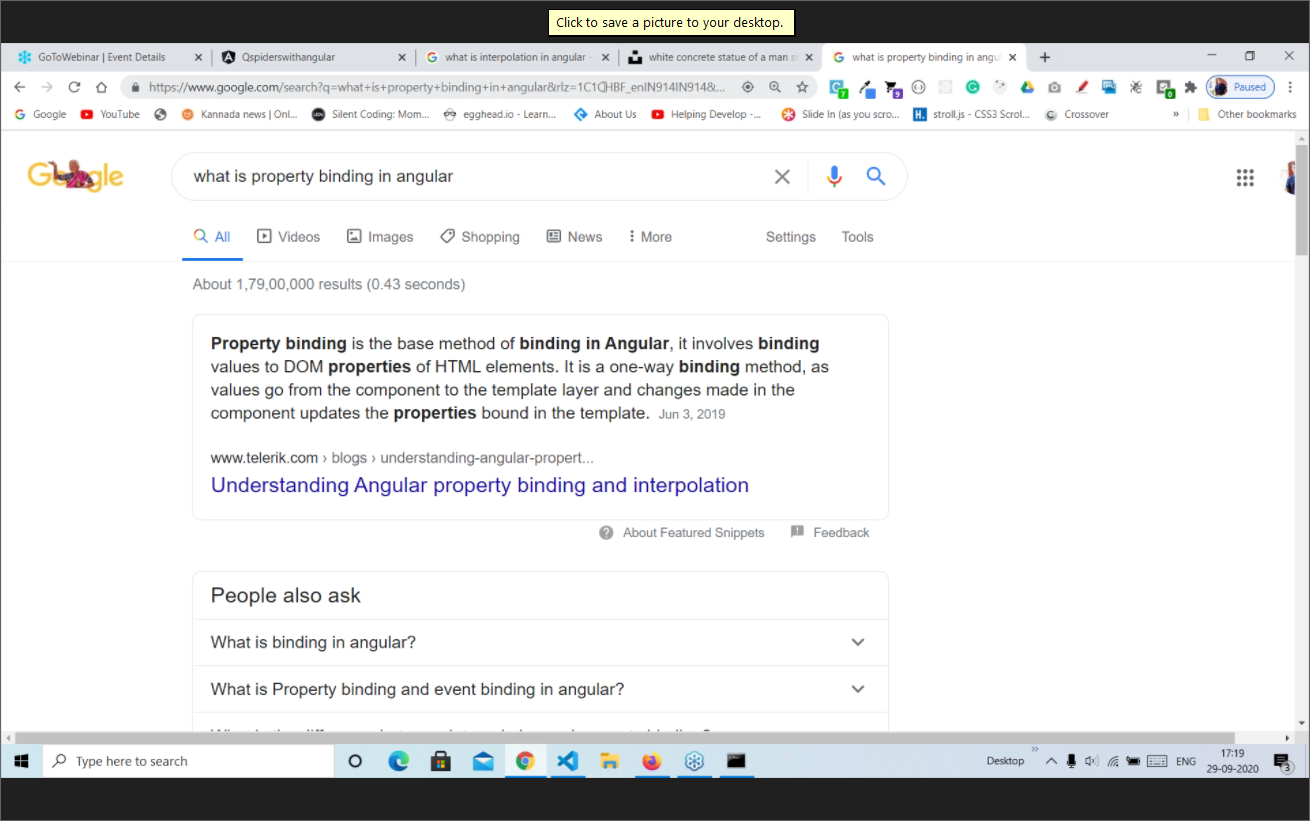 Click to save a picture to your desktop.
GoToWebinar | Event Details
Qspiderswithangular
what is interpolation in angular -
white concrete statue of a man s
what is property binding in angu
https://www.google.com/search?q=what+is+property+binding+in+angular&rlz=1C1CHBF_enIN914IN914&...
7
9
0
Paused
Google
YouTube
Kannada news | Onl...
Silent Coding: Mom...
egghead.io - Learn...
About Us
Helping Develop -...
Slide In (as you scro...
stroll.js - CSS3 Scrol...
Crossover
»
Other bookmarks
what is property binding in angular
All
Videos
Images
Shopping
News
More
Settings
Tools
About 1,79,00,000 results (0.43 seconds)
Property binding is the base method of binding in Angular, it involves binding
values to DOM properties of HTML elements. It is a one-way binding method, as
values go from the component to the template layer and changes made in the
component updates the properties bound in the template. Jun 3, 2019
www.telerik.com › blogs › understanding-angular-propert...
Understanding Angular property binding and interpolation
About Featured Snippets
Feedback
People also ask
What is binding in angular?
What is Property binding and event binding in angular?
Type here to search
Desktop
»
ENG
17:19
29-09-2020
3